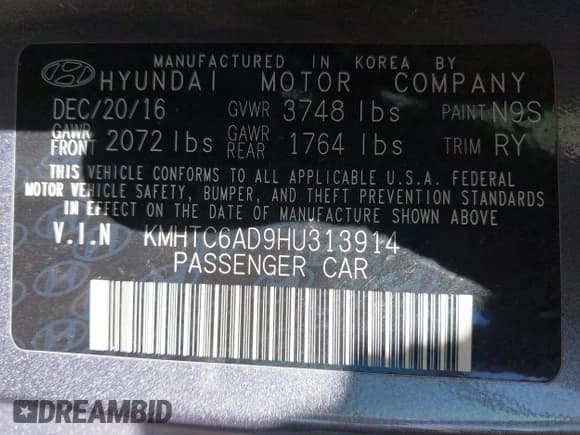 MANUFACTURED IN KOREA BY
HYUNDAI MOTOR COMPANY
DEC/20/16 GVWR 3748 lbs PAINT N9S
GAWR FRONT 2072 lbs GAWR REAR 1764 lbs TRIM RY
THIS VEHICLE CONFORMS TO ALL APPLICABLE U.S.A. FEDERAL
MOTOR VEHICLE SAFETY, BUMPER, AND THEFT PREVENTION STANDARDS
IN EFFECT ON THE DATE OF MANUFACTURE SHOWN ABOVE
V.I.N KMHTC6AD9HU313914
PASSENGER CAR
DREAMBID